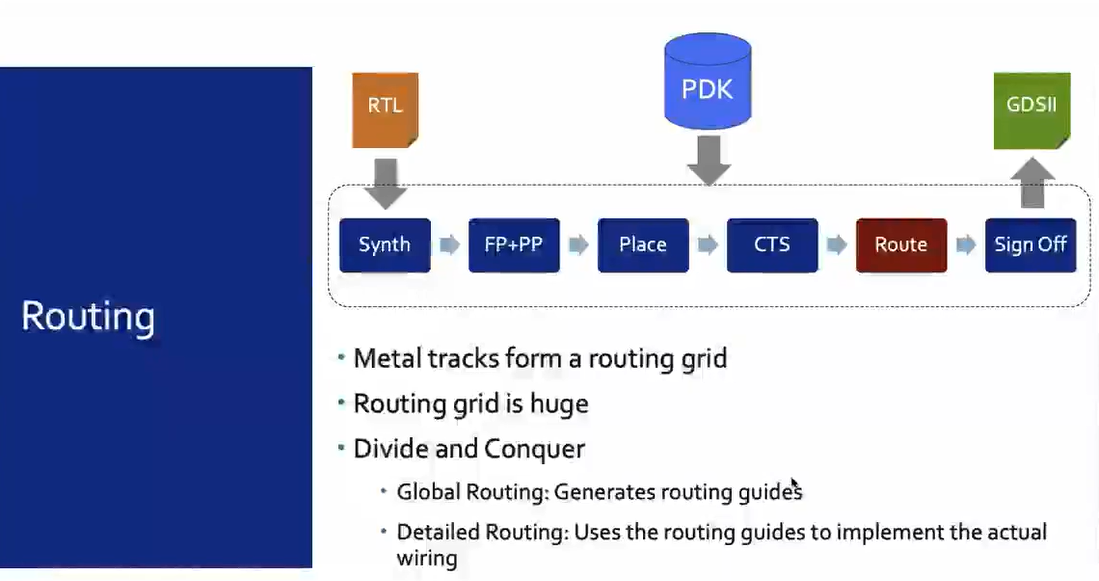 RTL
PDK
GDSII
Synth
FP+PP
Place
CTS
Route
Sign Off
Routing
• Metal tracks form a routing grid
• Routing grid is huge
• Divide and Conquer
• Global Routing: Generates routing guides
• Detailed Routing: Uses the routing guides to implement the actual
wiring